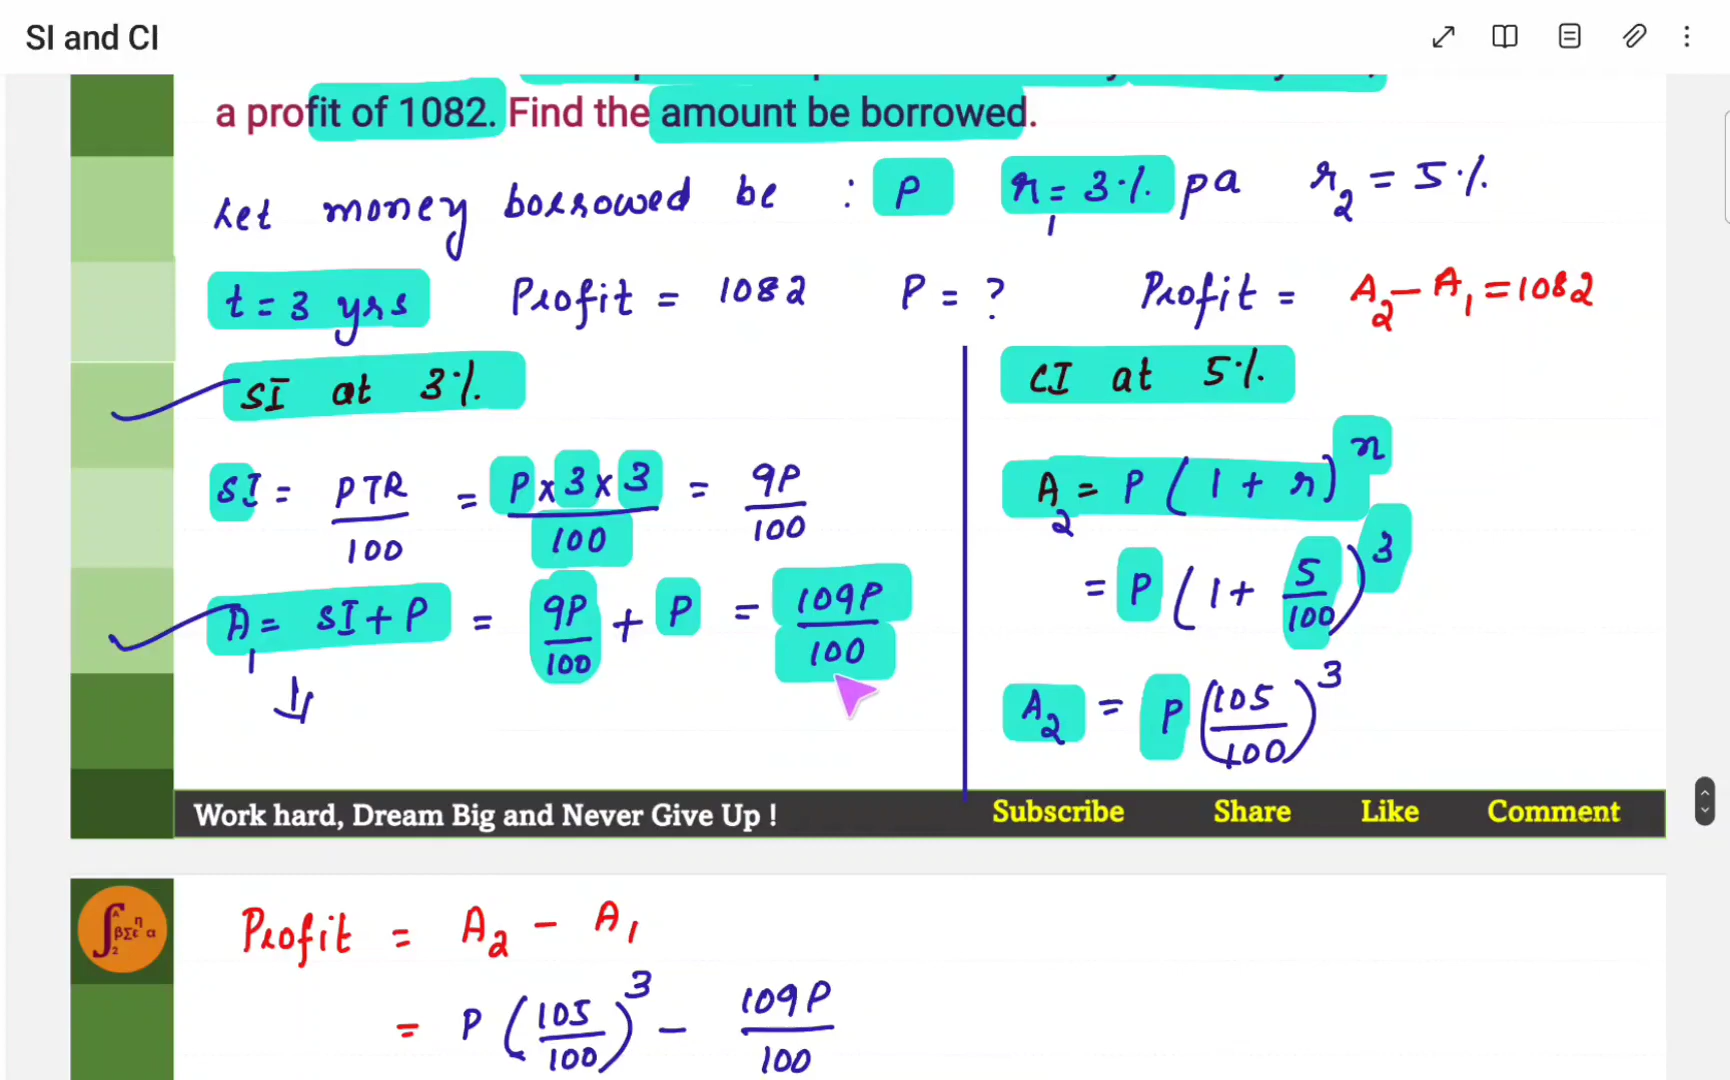 SI and CI
a profit of 1082. Find the amount be borrowed.
Let money borrowed be : P r₁ = 3% pa r₂ = 5%
t = 3 yrs Profit = 1082 P = ? Profit = A₂ - A₁ = 1082
SI at 3%
SI = PTR/100 = P×3×3/100 = 9P/100
A₁ = SI + P = 9P/100 + P = 109P/100
CI at 5%
A₂ = P(1 + r)ⁿ
= P(1 + 5/100)³
A₂ = P(105/100)³
Work hard, Dream Big and Never Give Up !
Subscribe Share Like Comment
Profit = A₂ - A₁
= P(105/100)³ - 109P/100